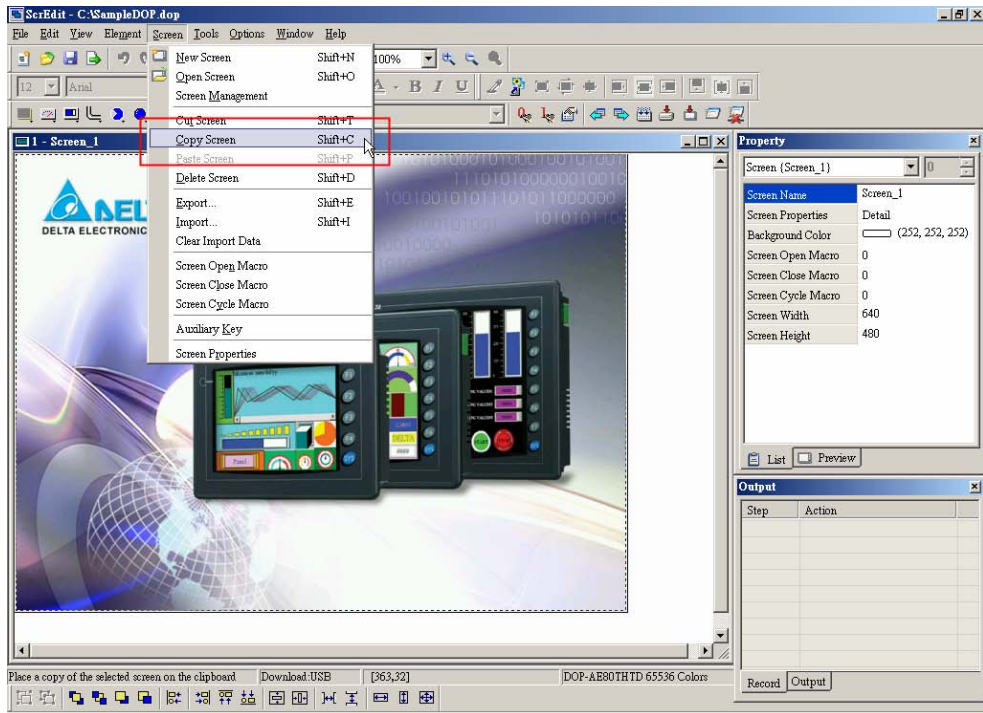 ScrEdit - C:\SampleDOP.dop
File Edit View Element Screen Tools Options Window Help
100%
12 Arial
A - B I U
New Screen Shift+N
Open Screen Shift+O
Screen Management
Cut Screen Shift+T
Copy Screen Shift+C
Paste Screen Shift+P
Delete Screen Shift+D
Export... Shift+E
Import... Shift+I
Clear Import Data
Screen Open Macro
Screen Close Macro
Screen Cycle Macro
Auxiliary Key
Screen Properties
1 - Screen_1
DEL
DELTA ELECTRONIC
DELTA
START
Property
Screen {Screen_1} 0
Screen Name Screen_1
Screen Properties Detail
Background Color (252, 252, 252)
Screen Open Macro 0
Screen Close Macro 0
Screen Cycle Macro 0
Screen Width 640
Screen Height 480
List Preview
Output
Step Action
Record Output
Place a copy of the selected screen on the clipboard Download:USB [363,32] DOP-AE80THTD 65536 Colors